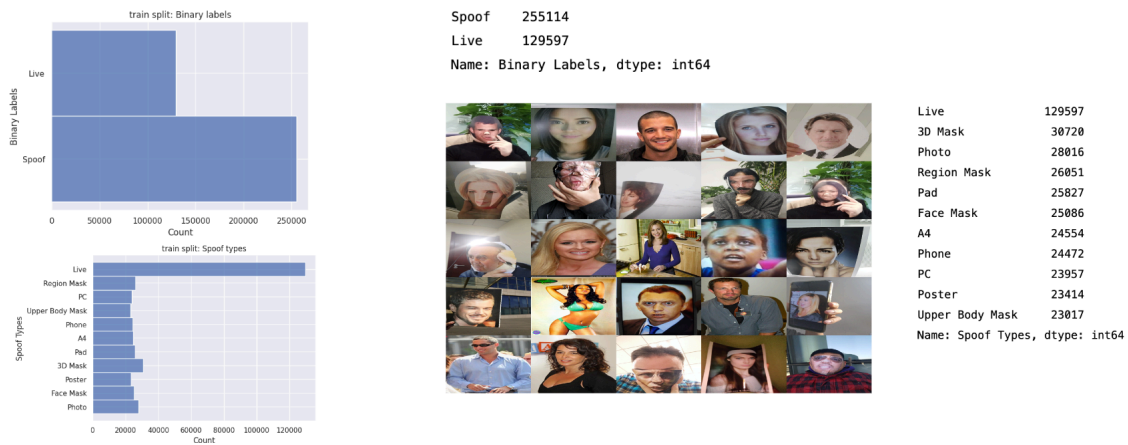 train split: Binary labels
Binary Labels
Live
Spoof
0 50000 100000 150000 200000 250000
Count
train split: Spoof types
Spoof Types
Live
Region Mask
PC
Upper Body Mask
Phone
A4
Pad
3D Mask
Poster
Face Mask
Photo
0 20000 40000 60000 80000 100000 120000
Count
Spoof 255114
Live 129597
Name: Binary Labels, dtype: int64
Live 129597
3D Mask 30720
Photo 28016
Region Mask 26051
Pad 25827
Face Mask 25086
A4 24554
Phone 24472
PC 23957
Poster 23414
Upper Body Mask 23017
Name: Spoof Types, dtype: int64